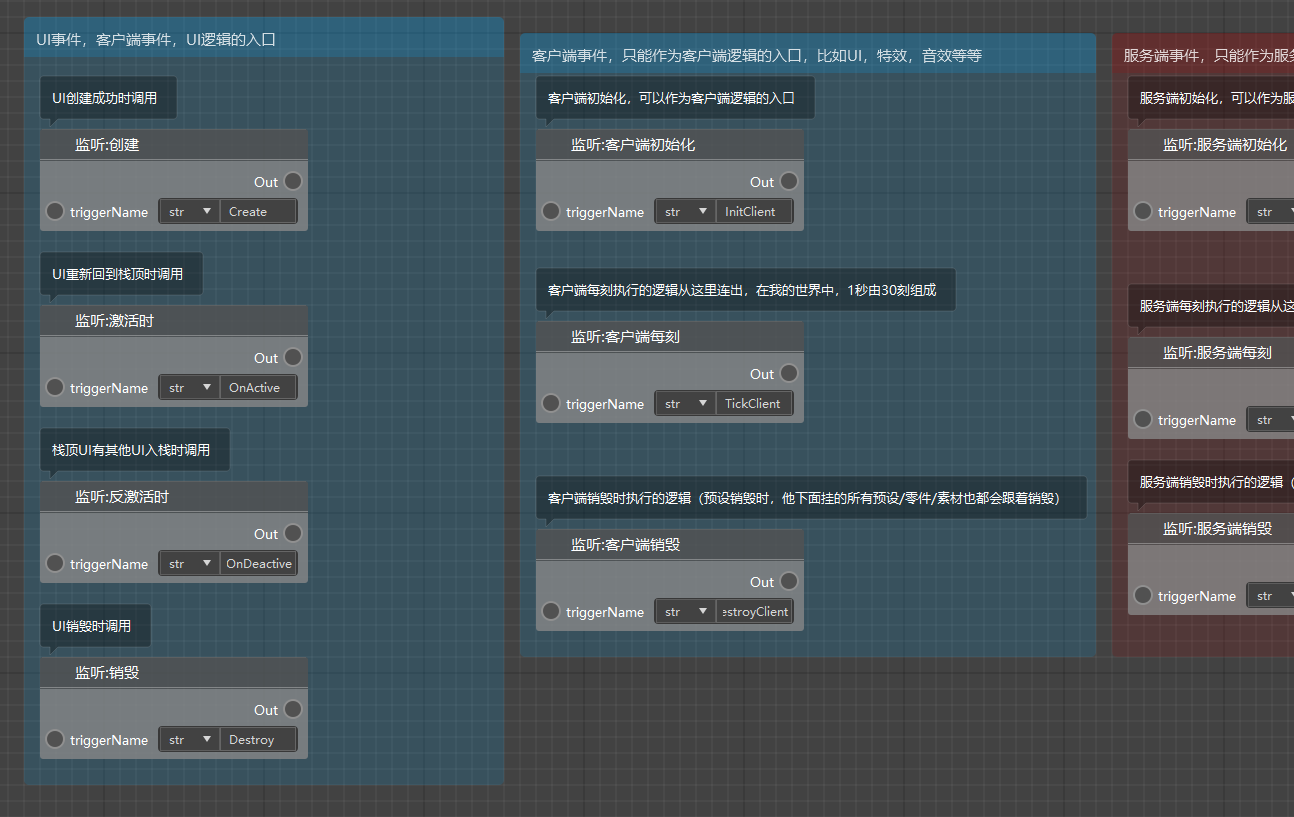 UI事件，客户端事件，UI逻辑的入口
UI创建成功时调用
监听:创建
Out
triggerName str Create
UI重新回到栈顶时调用
监听:激活时
Out
triggerName str OnActive
栈顶UI有其他UI入栈时调用
监听:反激活时
Out
triggerName str OnDeactive
UI销毁时调用
监听:销毁
Out
triggerName str Destroy
客户端事件，只能作为客户端逻辑的入口，比如UI，特效，音效等等
客户端初始化，可以作为客户端逻辑的入口
监听:客户端初始化
Out
triggerName str InitClient
客户端每刻执行的逻辑从这里连出，在我的世界中，1秒由30刻组成
监听:客户端每刻
Out
triggerName str TickClient
客户端销毁时执行的逻辑（预设销毁时，他下面挂的所有预设/零件/素材也都会跟着销毁）
监听:客户端销毁
Out
triggerName str estroyClient
服务端事件，只能作为服务
服务端初始化，可以作为服
监听:服务端初始化
triggerName str
服务端每刻执行的逻辑从这
监听:服务端每刻
triggerName str
服务端销毁时执行的逻辑（
监听:服务端销毁
triggerName str